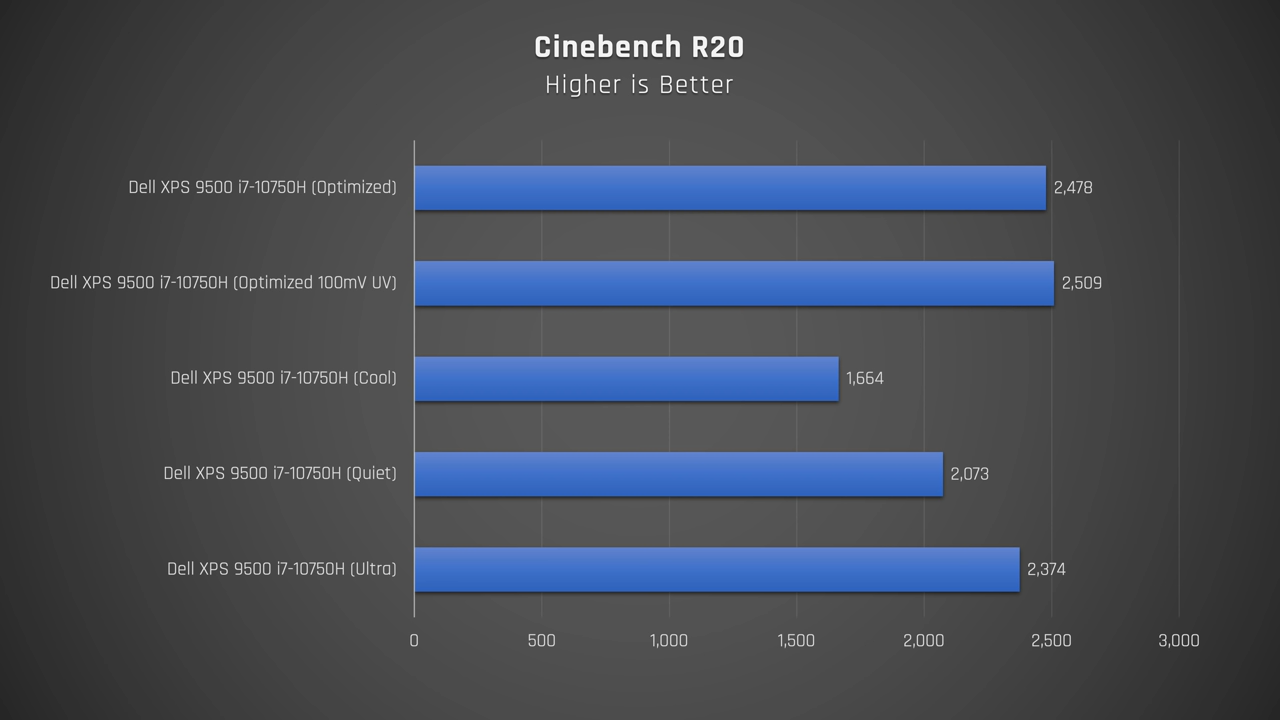 Cinebench R20
Higher is Better
Dell XPS 9500 i7-10750H (Optimized) 2,478
Dell XPS 9500 i7-10750H (Optimized 100mV UV) 2,509
Dell XPS 9500 i7-10750H (Cool) 1,664
Dell XPS 9500 i7-10750H (Quiet) 2,073
Dell XPS 9500 i7-10750H (Ultra) 2,374
0 500 1,000 1,500 2,000 2,500 3,000